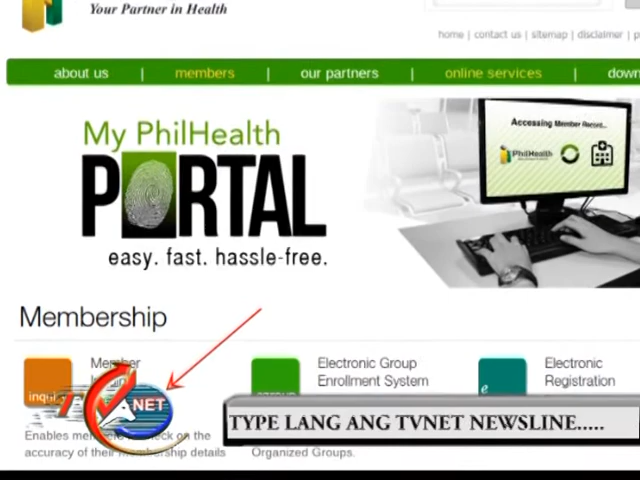 Your Partner in Health
home | contact us | sitemap | disclaimer |
about us | members | our partners | online services |
My PhilHealth
PORTAL
easy. fast. hassle-free.
Accessing Member Record...
PhilHealth
Membership
Member
Electronic Group
Enrollment System
Electronic
Registration
NET
TYPE LANG ANG TVNET NEWSLINE.....
Enables
on the
accuracy of their membership details
Organized Groups.